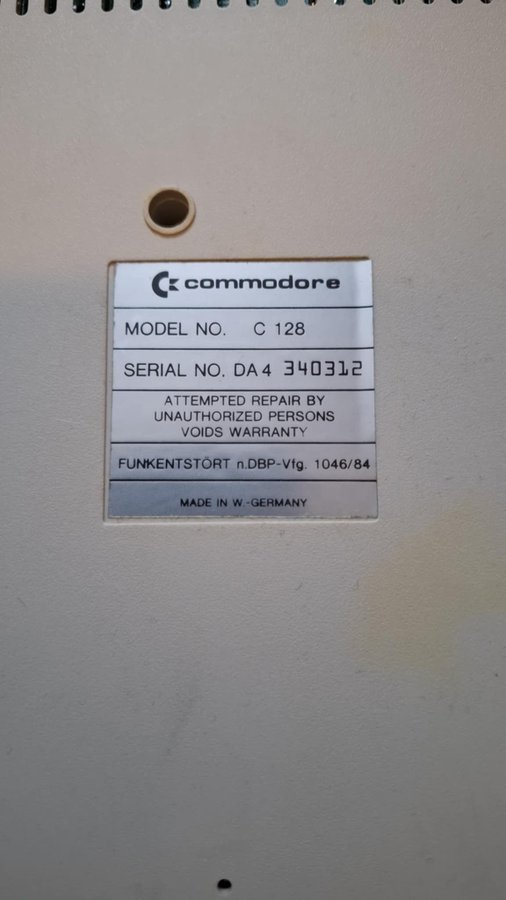 commodore
MODEL NO. C 128
SERIAL NO. DA4 340312
ATTEMPTED REPAIR BY
UNAUTHORIZED PERSONS
VOIDS WARRANTY
FUNKENTSTÖRT n.DBP-Vfg. 1046/84
MADE IN W.-GERMANY